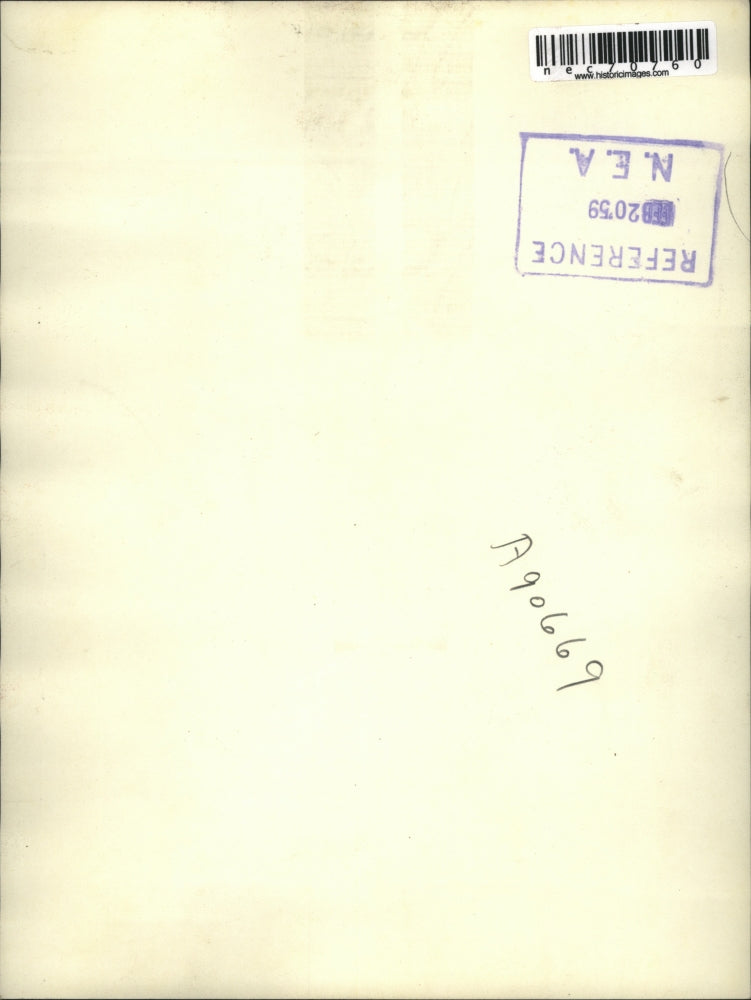 nec70760
www.historicimages.com
REFERENCE
FEB 20'59
N.E.A.
A90669